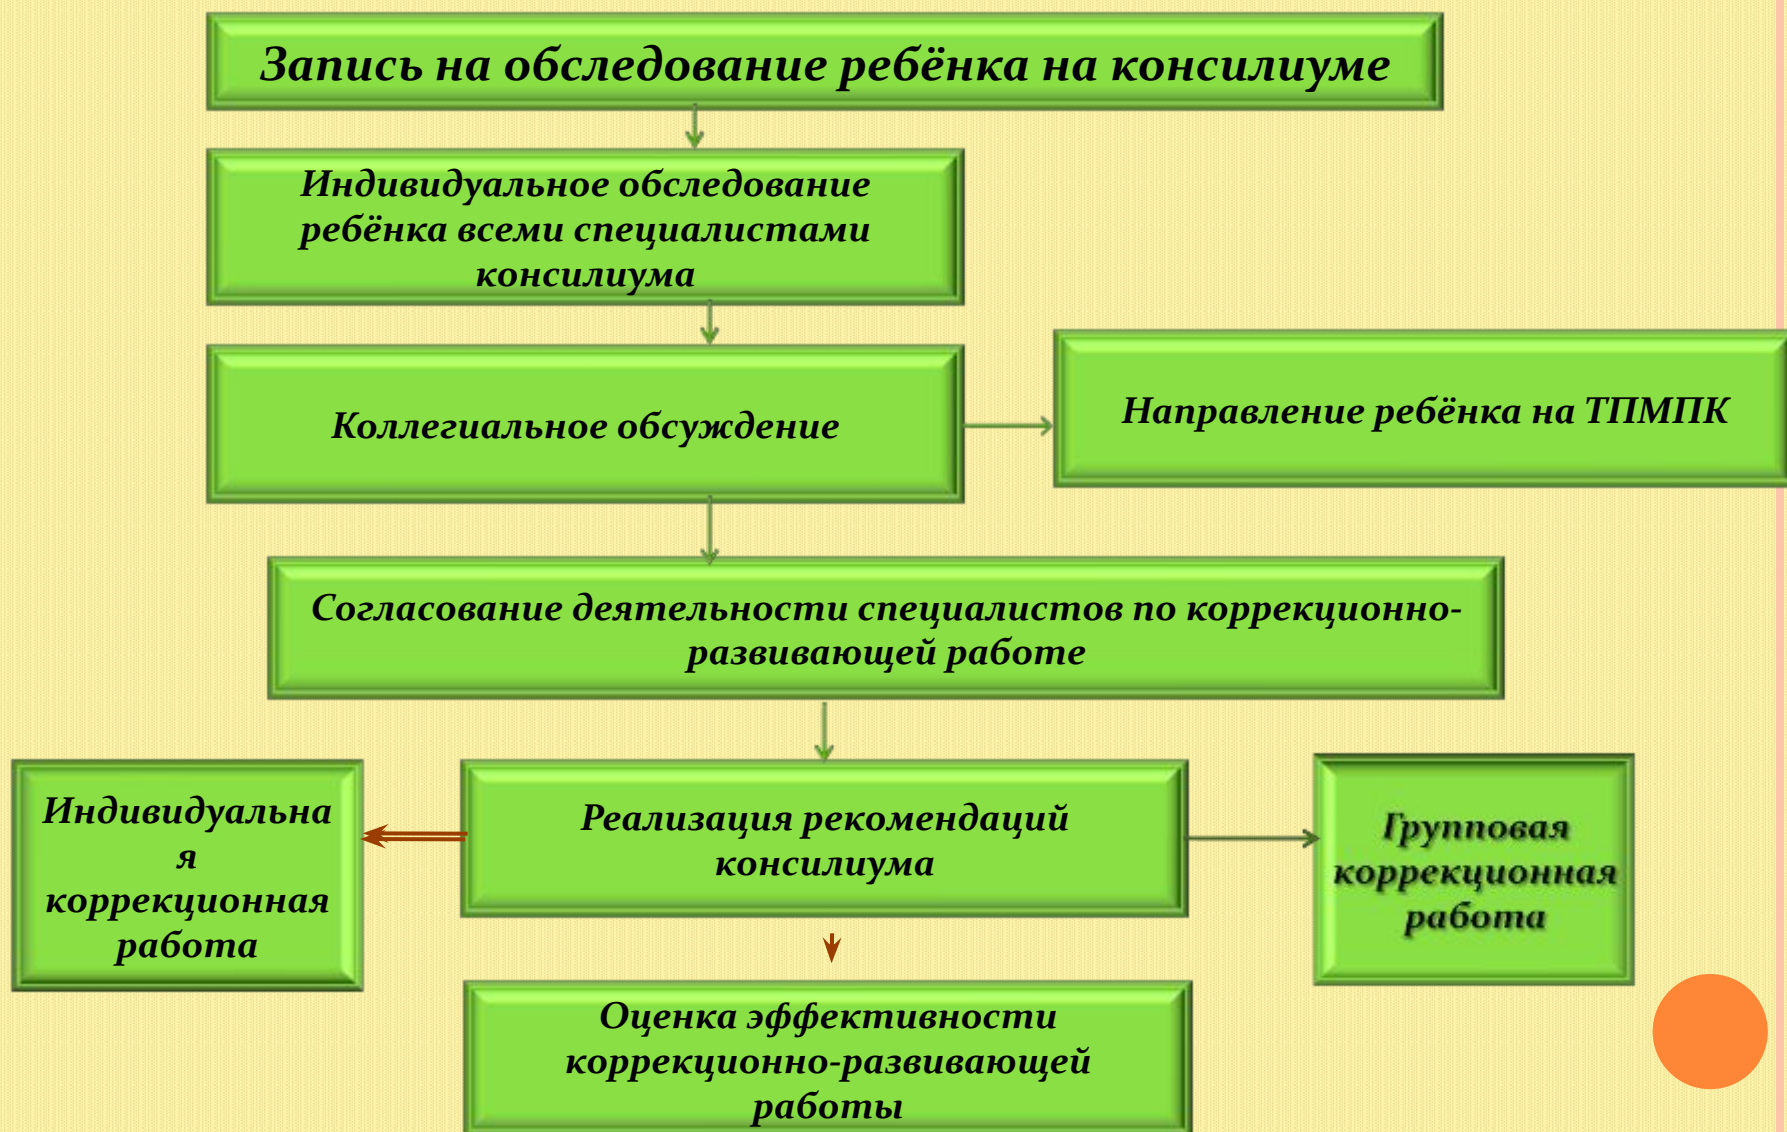 Запись на обследование ребёнка на консилиуме
Индивидуальное обследование
ребёнка всеми специалистами
консилиума
Коллегиальное обсуждение
Направление ребёнка на ТПМПК
Согласование деятельности специалистов по коррекционно-
развивающей работе
Индивидуальна
я
коррекционная
работа
Реализация рекомендаций
консилиума
Групповая
коррекционная
работа
Оценка эффективности
коррекционно-развивающей
работы